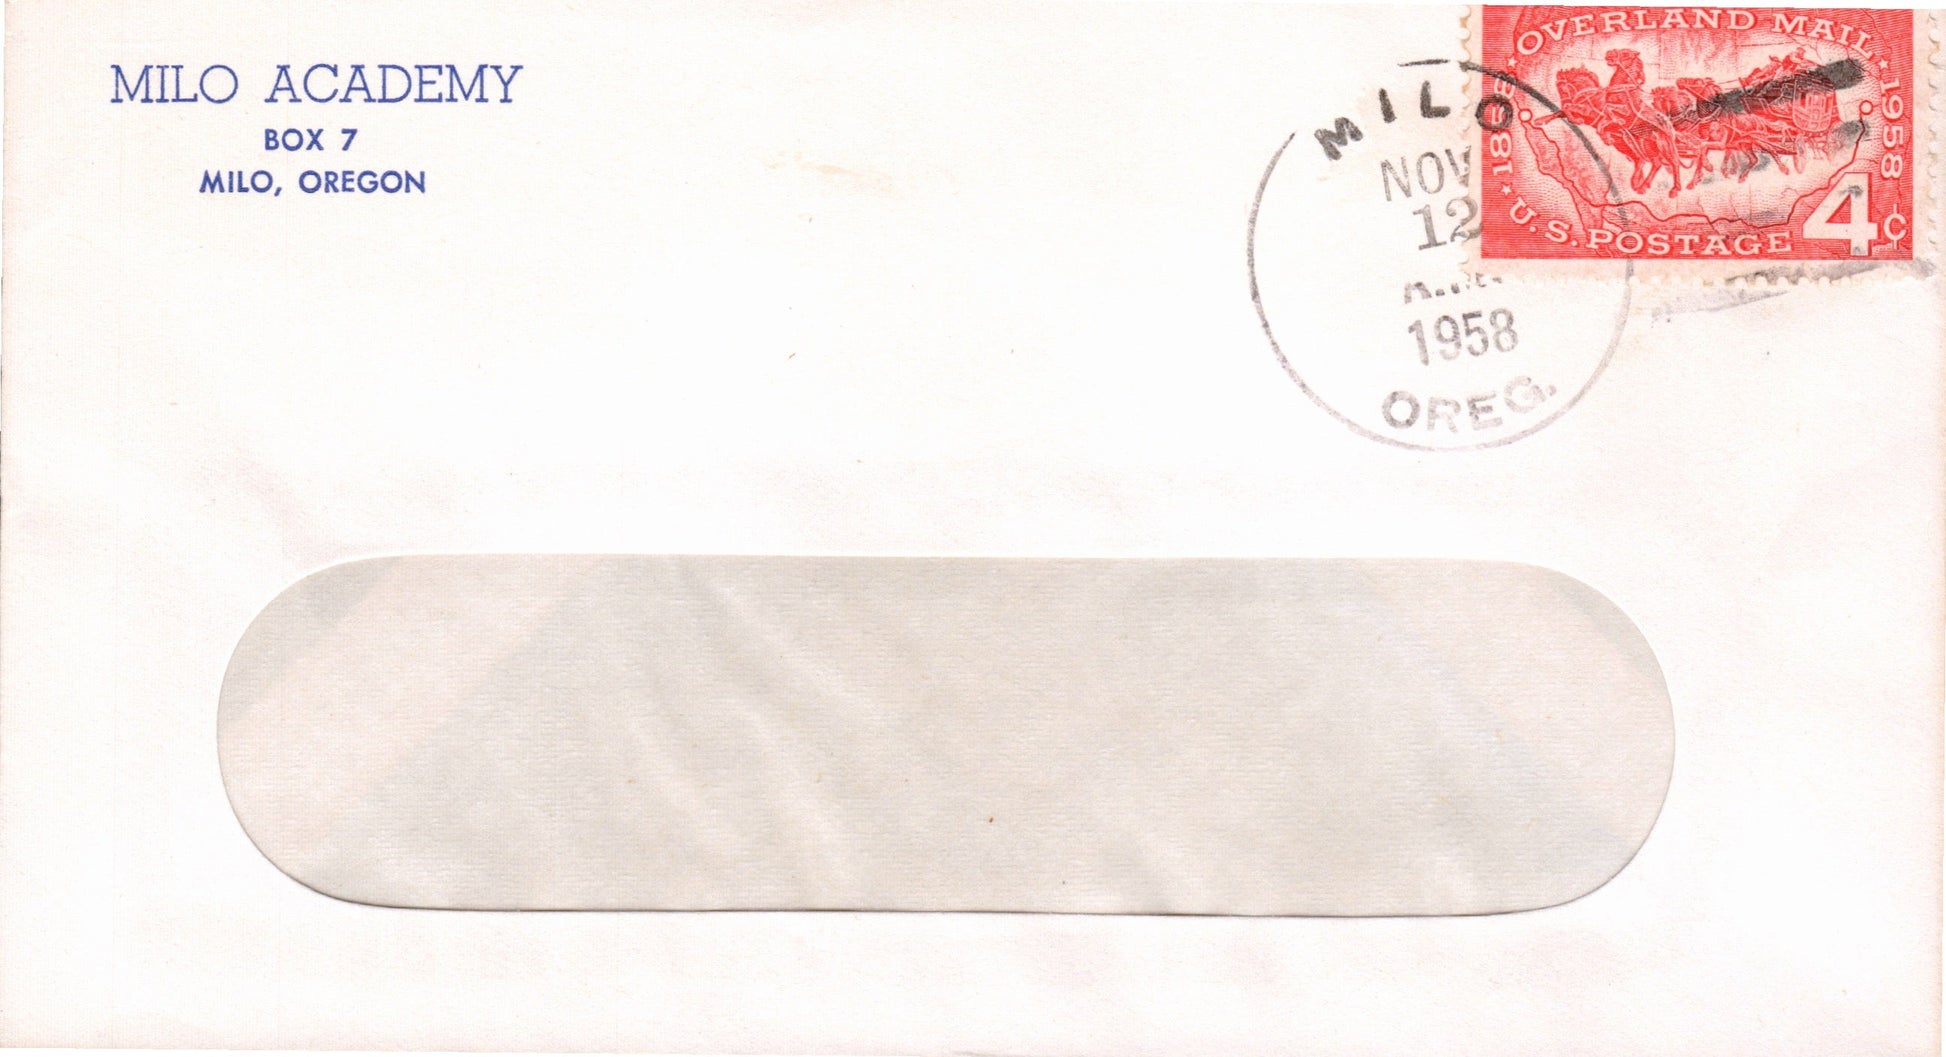 MILO ACADEMY
BOX 7
MILO, OREGON
MILO
NOV
12
1958
OREG.
OVERLAND MAIL
1858
1958
U.S. POSTAGE
4¢